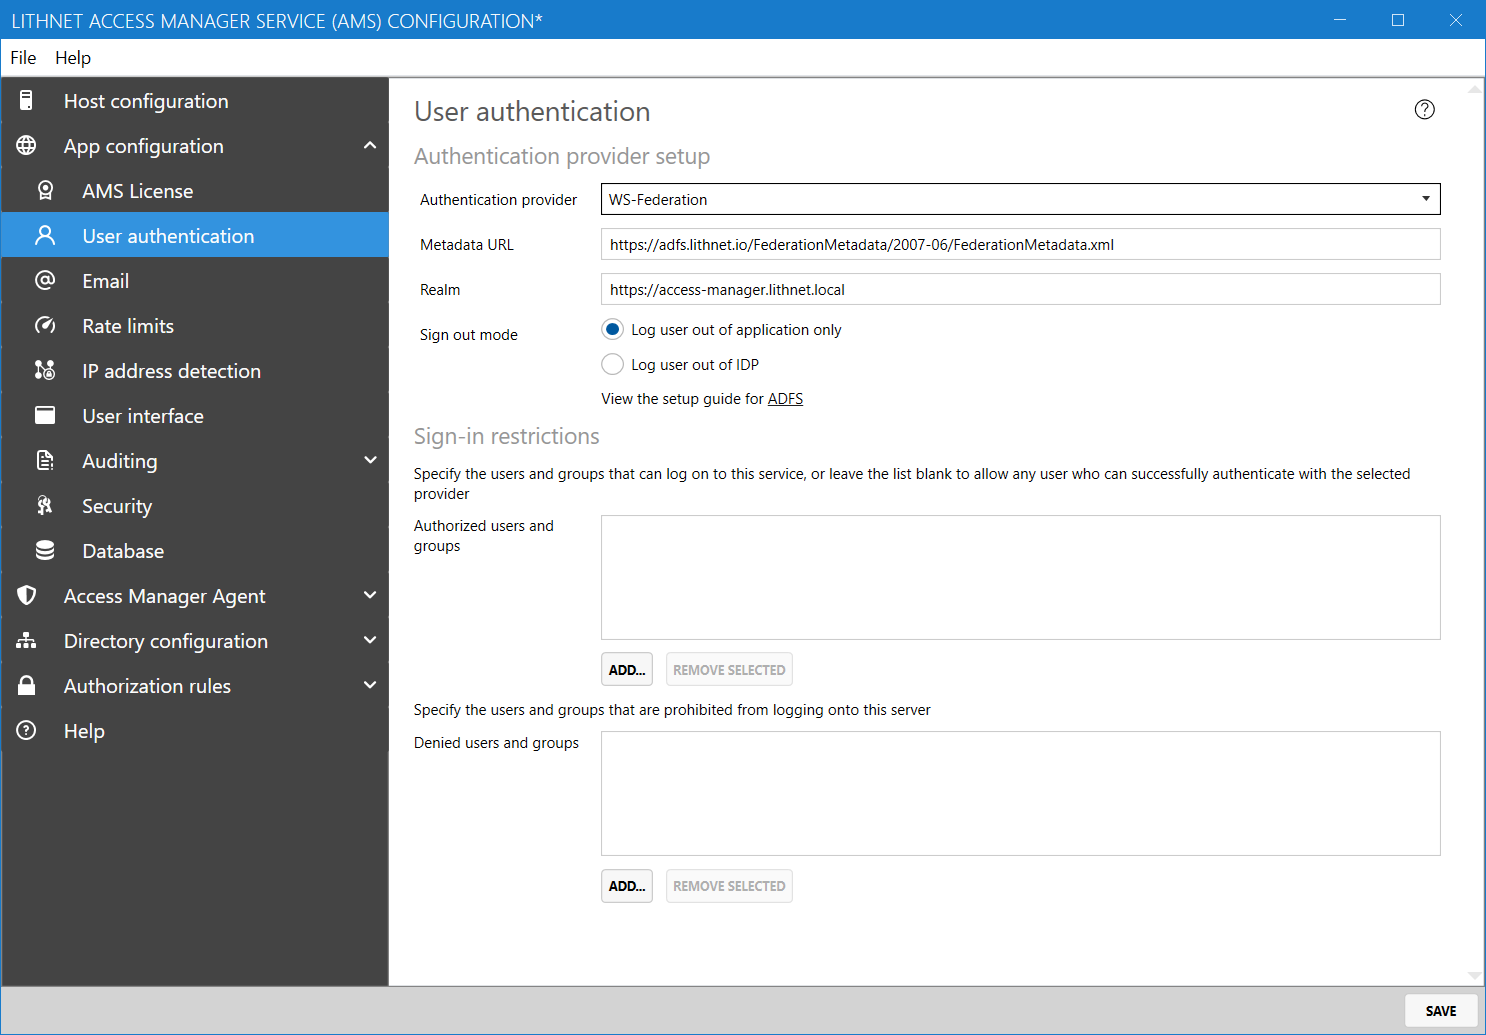 LITHNET ACCESS MANAGER SERVICE (AMS) CONFIGURATION*
File Help
Host configuration
App configuration
AMS License
User authentication
Email
Rate limits
IP address detection
User interface
Auditing
Security
Database
Access Manager Agent
Directory configuration
Authorization rules
Help
User authentication
Authentication provider setup
Authentication provider WS-Federation
Metadata URL https://adfs.lithnet.io/FederationMetadata/2007-06/FederationMetadata.xml
Realm https://access-manager.lithnet.local
Sign out mode Log user out of application only
Log user out of IDP
View the setup guide for ADFS
Sign-in restrictions
Specify the users and groups that can log on to this service, or leave the list blank to allow any user who can successfully authenticate with the selected
provider
Authorized users and
groups
ADD... REMOVE SELECTED
Specify the users and groups that are prohibited from logging onto this server
Denied users and groups
ADD... REMOVE SELECTED
SAVE